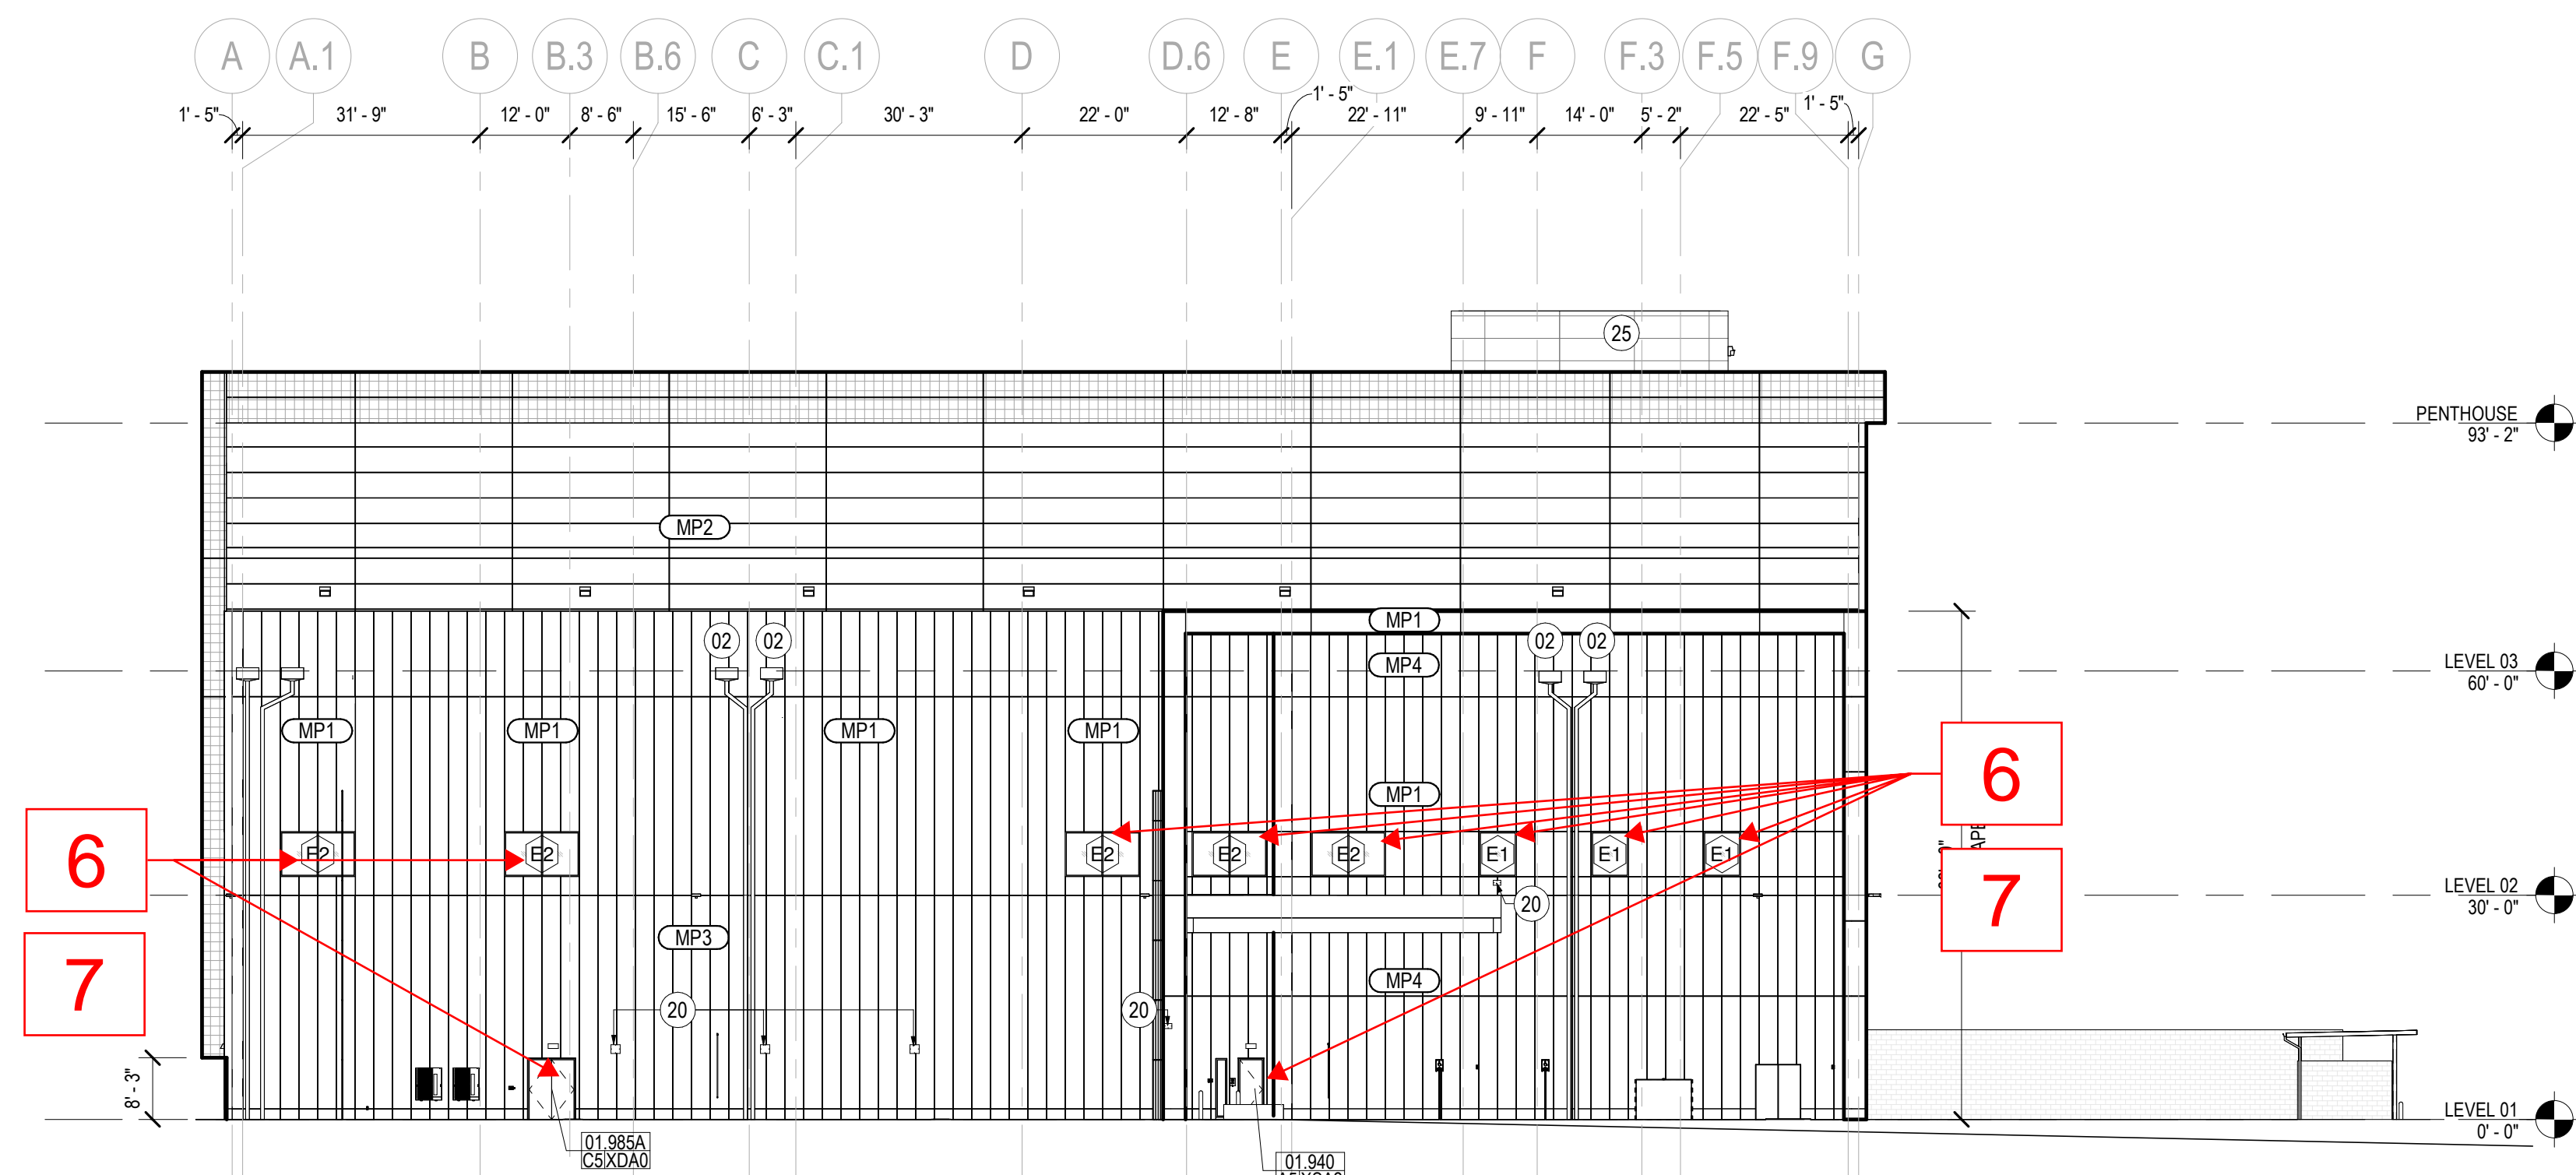 A A.1 B B.3 B.6 C C.1 D D.6 E E.1 E.7 F F.3 F.5 F.9 G
1' - 5" 31' - 9" 12' - 0" 8' - 6" 15' - 6" 6' - 3" 30' - 3" 22' - 0" 12' - 8" 1' - 5" 22' - 11" 9' - 11" 14' - 0" 5' - 2" 22' - 5" 1' - 5"
25
PENTHOUSE
93' - 2"
MP2
MP1
02 02 02 02
MP4
LEVEL 03
60' - 0"
MP1 MP1 MP1 MP1
6
MP1
6
E2 E2 E2 E2 E2 E1 E1 E1
7
LEVEL 02
30' - 0"
20
MP3
7
MP4
20 20
8' - 3"
LEVEL 01
0' - 0"
01.985A
C5 XDA0
01.940